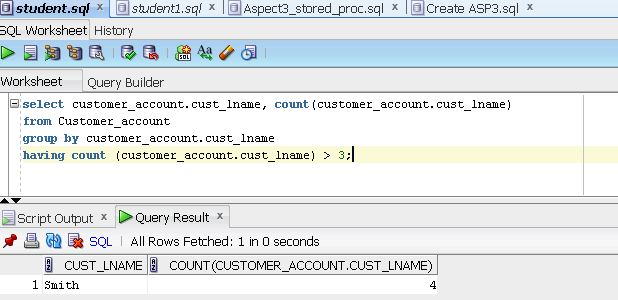 student.sql x student1.sql x Aspect3_stored_proc.sql x Create ASP3.sql
SQL Worksheet History
Worksheet Query Builder
select customer_account.cust_lname, count(customer_account.cust_lname)
from Customer_account
group by customer_account.cust_lname
having count (customer_account.cust_lname) > 3;
Script Output x Query Result x
SQL | All Rows Fetched: 1 in 0 seconds
CUST_LNAME COUNT(CUSTOMER_ACCOUNT.CUST_LNAME)
1 Smith 4